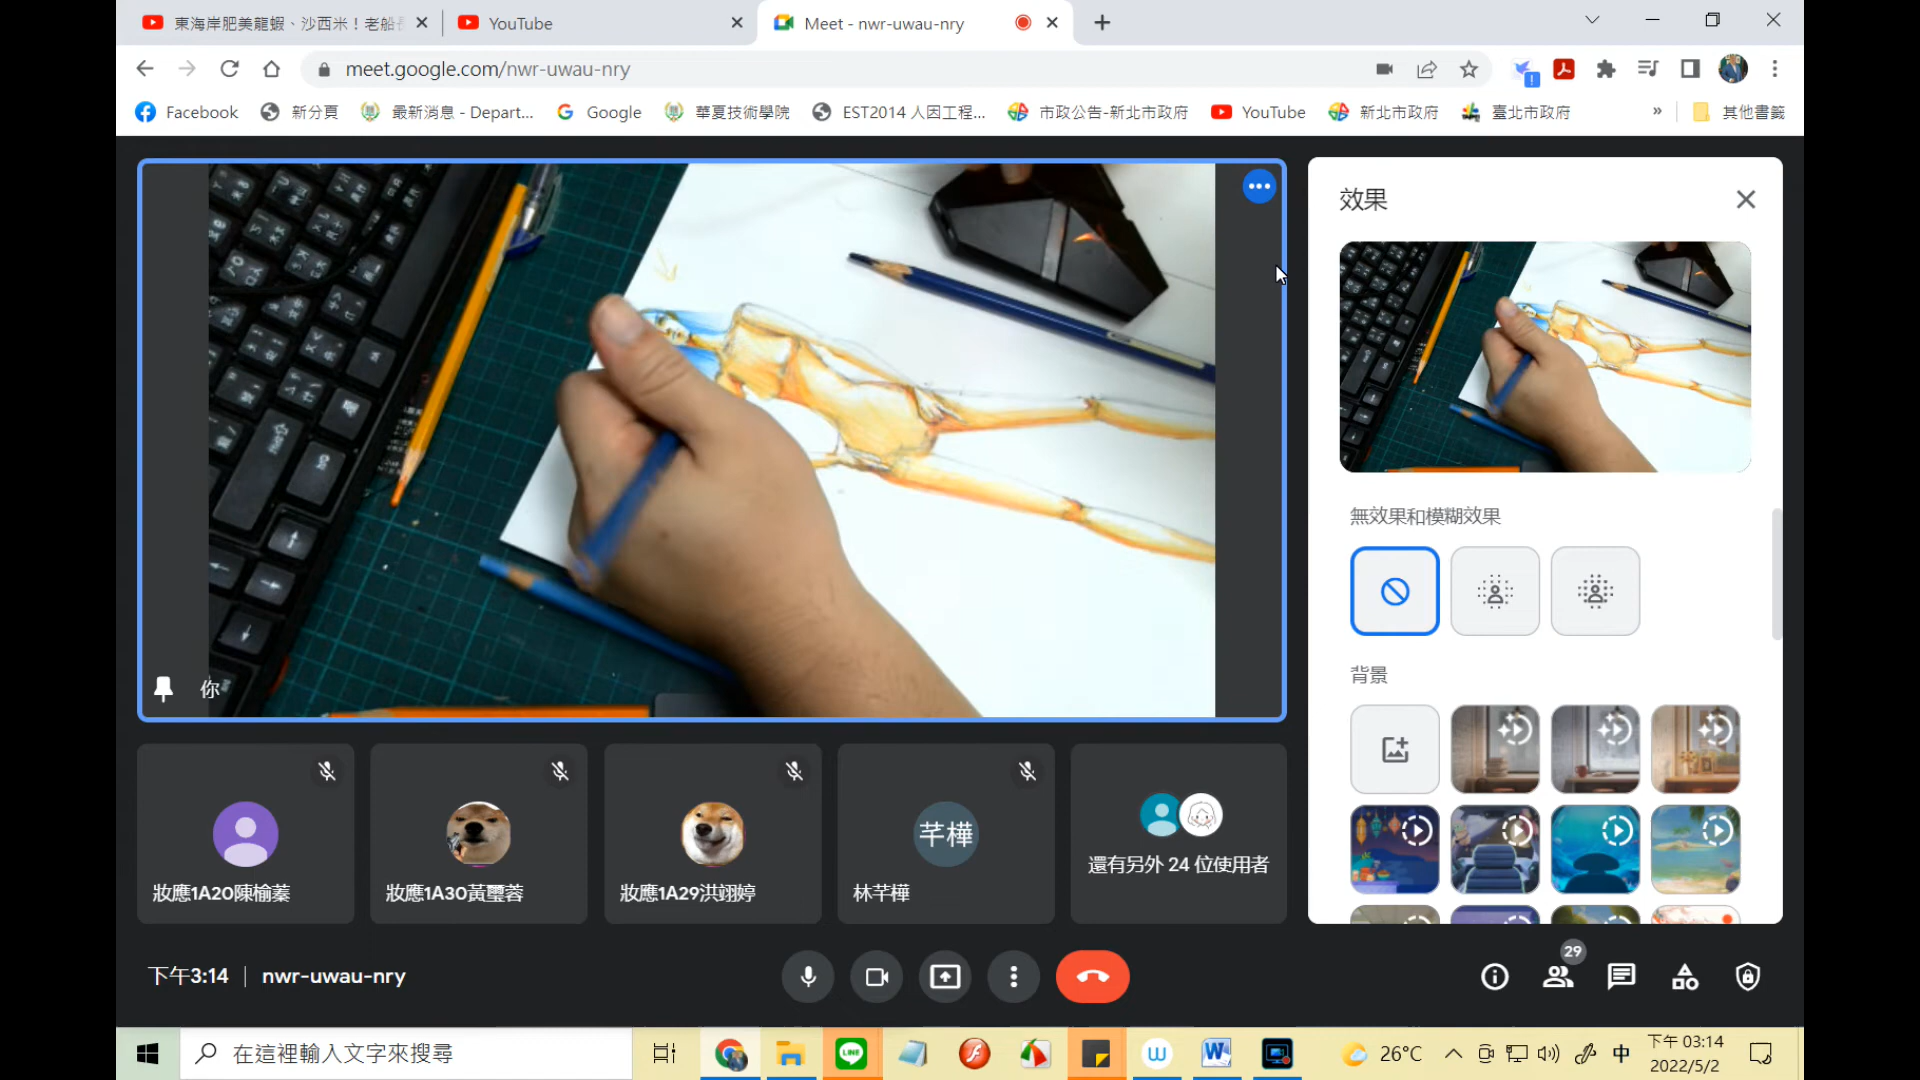 東海岸肥美龍蝦、沙西米！老船長
YouTube
Meet - nwr-uwau-nry
meet.google.com/nwr-uwau-nry
Facebook
新分頁
最新消息 - Depart...
Google
華夏技術學院
EST2014 人因工程...
市政公告-新北市政府
YouTube
新北市政府
臺北市政府
»
其他書籤
效果
你
無效果和模糊效果
背景
芊樺
還有另外 24 位使用者
妝應1A20陳榆蓁
妝應1A30黃璽蓉
妝應1A29洪翊婷
林芊樺
下午3:14
nwr-uwau-nry
29
在這裡輸入文字來搜尋
LINE
26°C
中
下午 03:14
2022/5/2